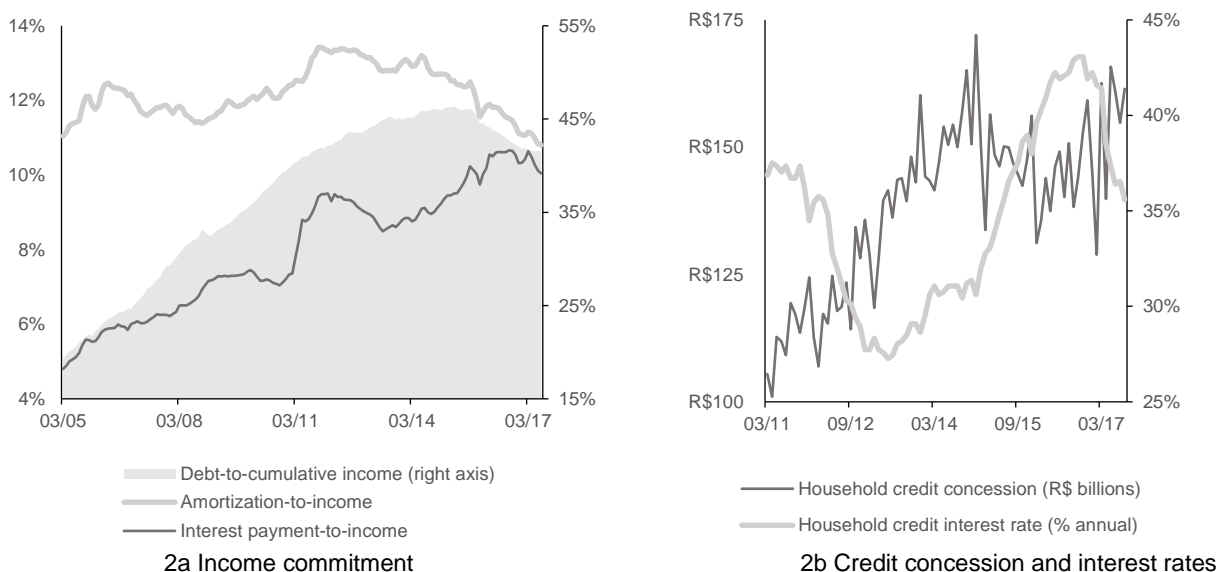 14%
12%
10%
8%
6%
4%
55%
45%
35%
25%
15%
03/05 03/08 03/11 03/14 03/17
Debt-to-cumulative income (right axis)
Amortization-to-income
Interest payment-to-income
2a Income commitment
R$175
R$150
R$125
R$100
45%
40%
35%
30%
25%
03/11 09/12 03/14 09/15 03/17
Household credit concession (R$ billions)
Household credit interest rate (% annual)
2b Credit concession and interest rates